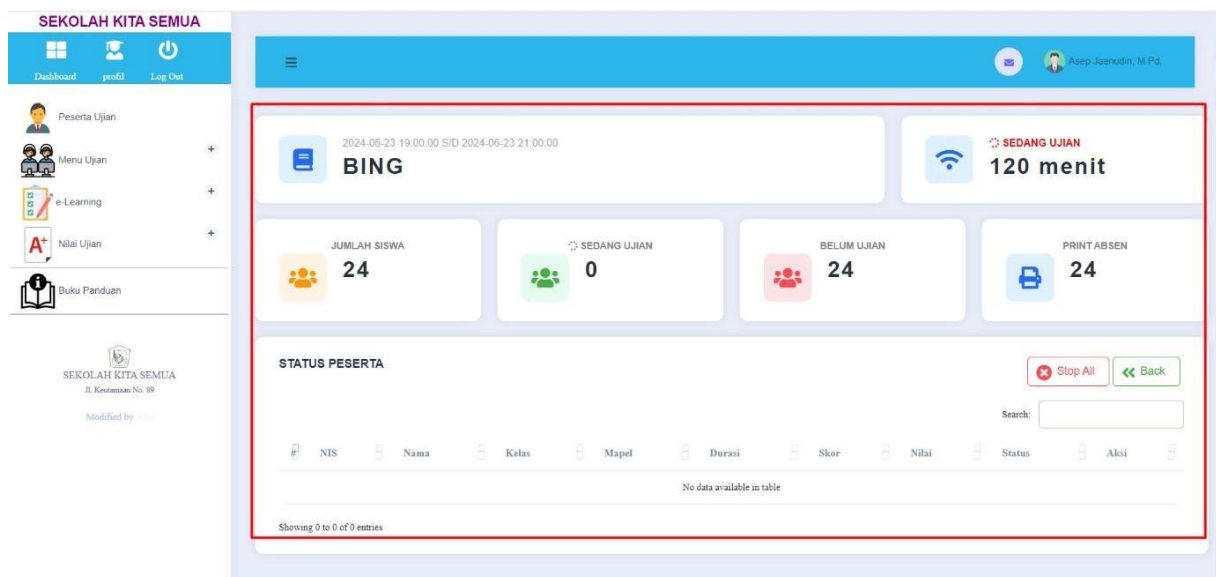 SEKOLAH KITA SEMUA
Dashboard profil Log Out
Asep Jaenudin, M.Pd
Peserta Ujian
Menu Ujian +
e-Learning +
Nilai Ujian +
Buku Panduan
SEKOLAH KITA SEMUA
Jl. Keutamaan No. 89
Modified by
2024-06-23 19:00:00 S/D 2024-06-23 21:00:00
BING
SEDANG UJIAN
120 menit
JUMLAH SISWA
24
SEDANG UJIAN
0
BELUM UJIAN
24
PRINT ABSEN
24
STATUS PESERTA
Stop All
Back
Search:
# NIS Nama Kelas Mapel Durasi Skor Nilai Status Aksi
No data available in table
Showing 0 to 0 of 0 entries